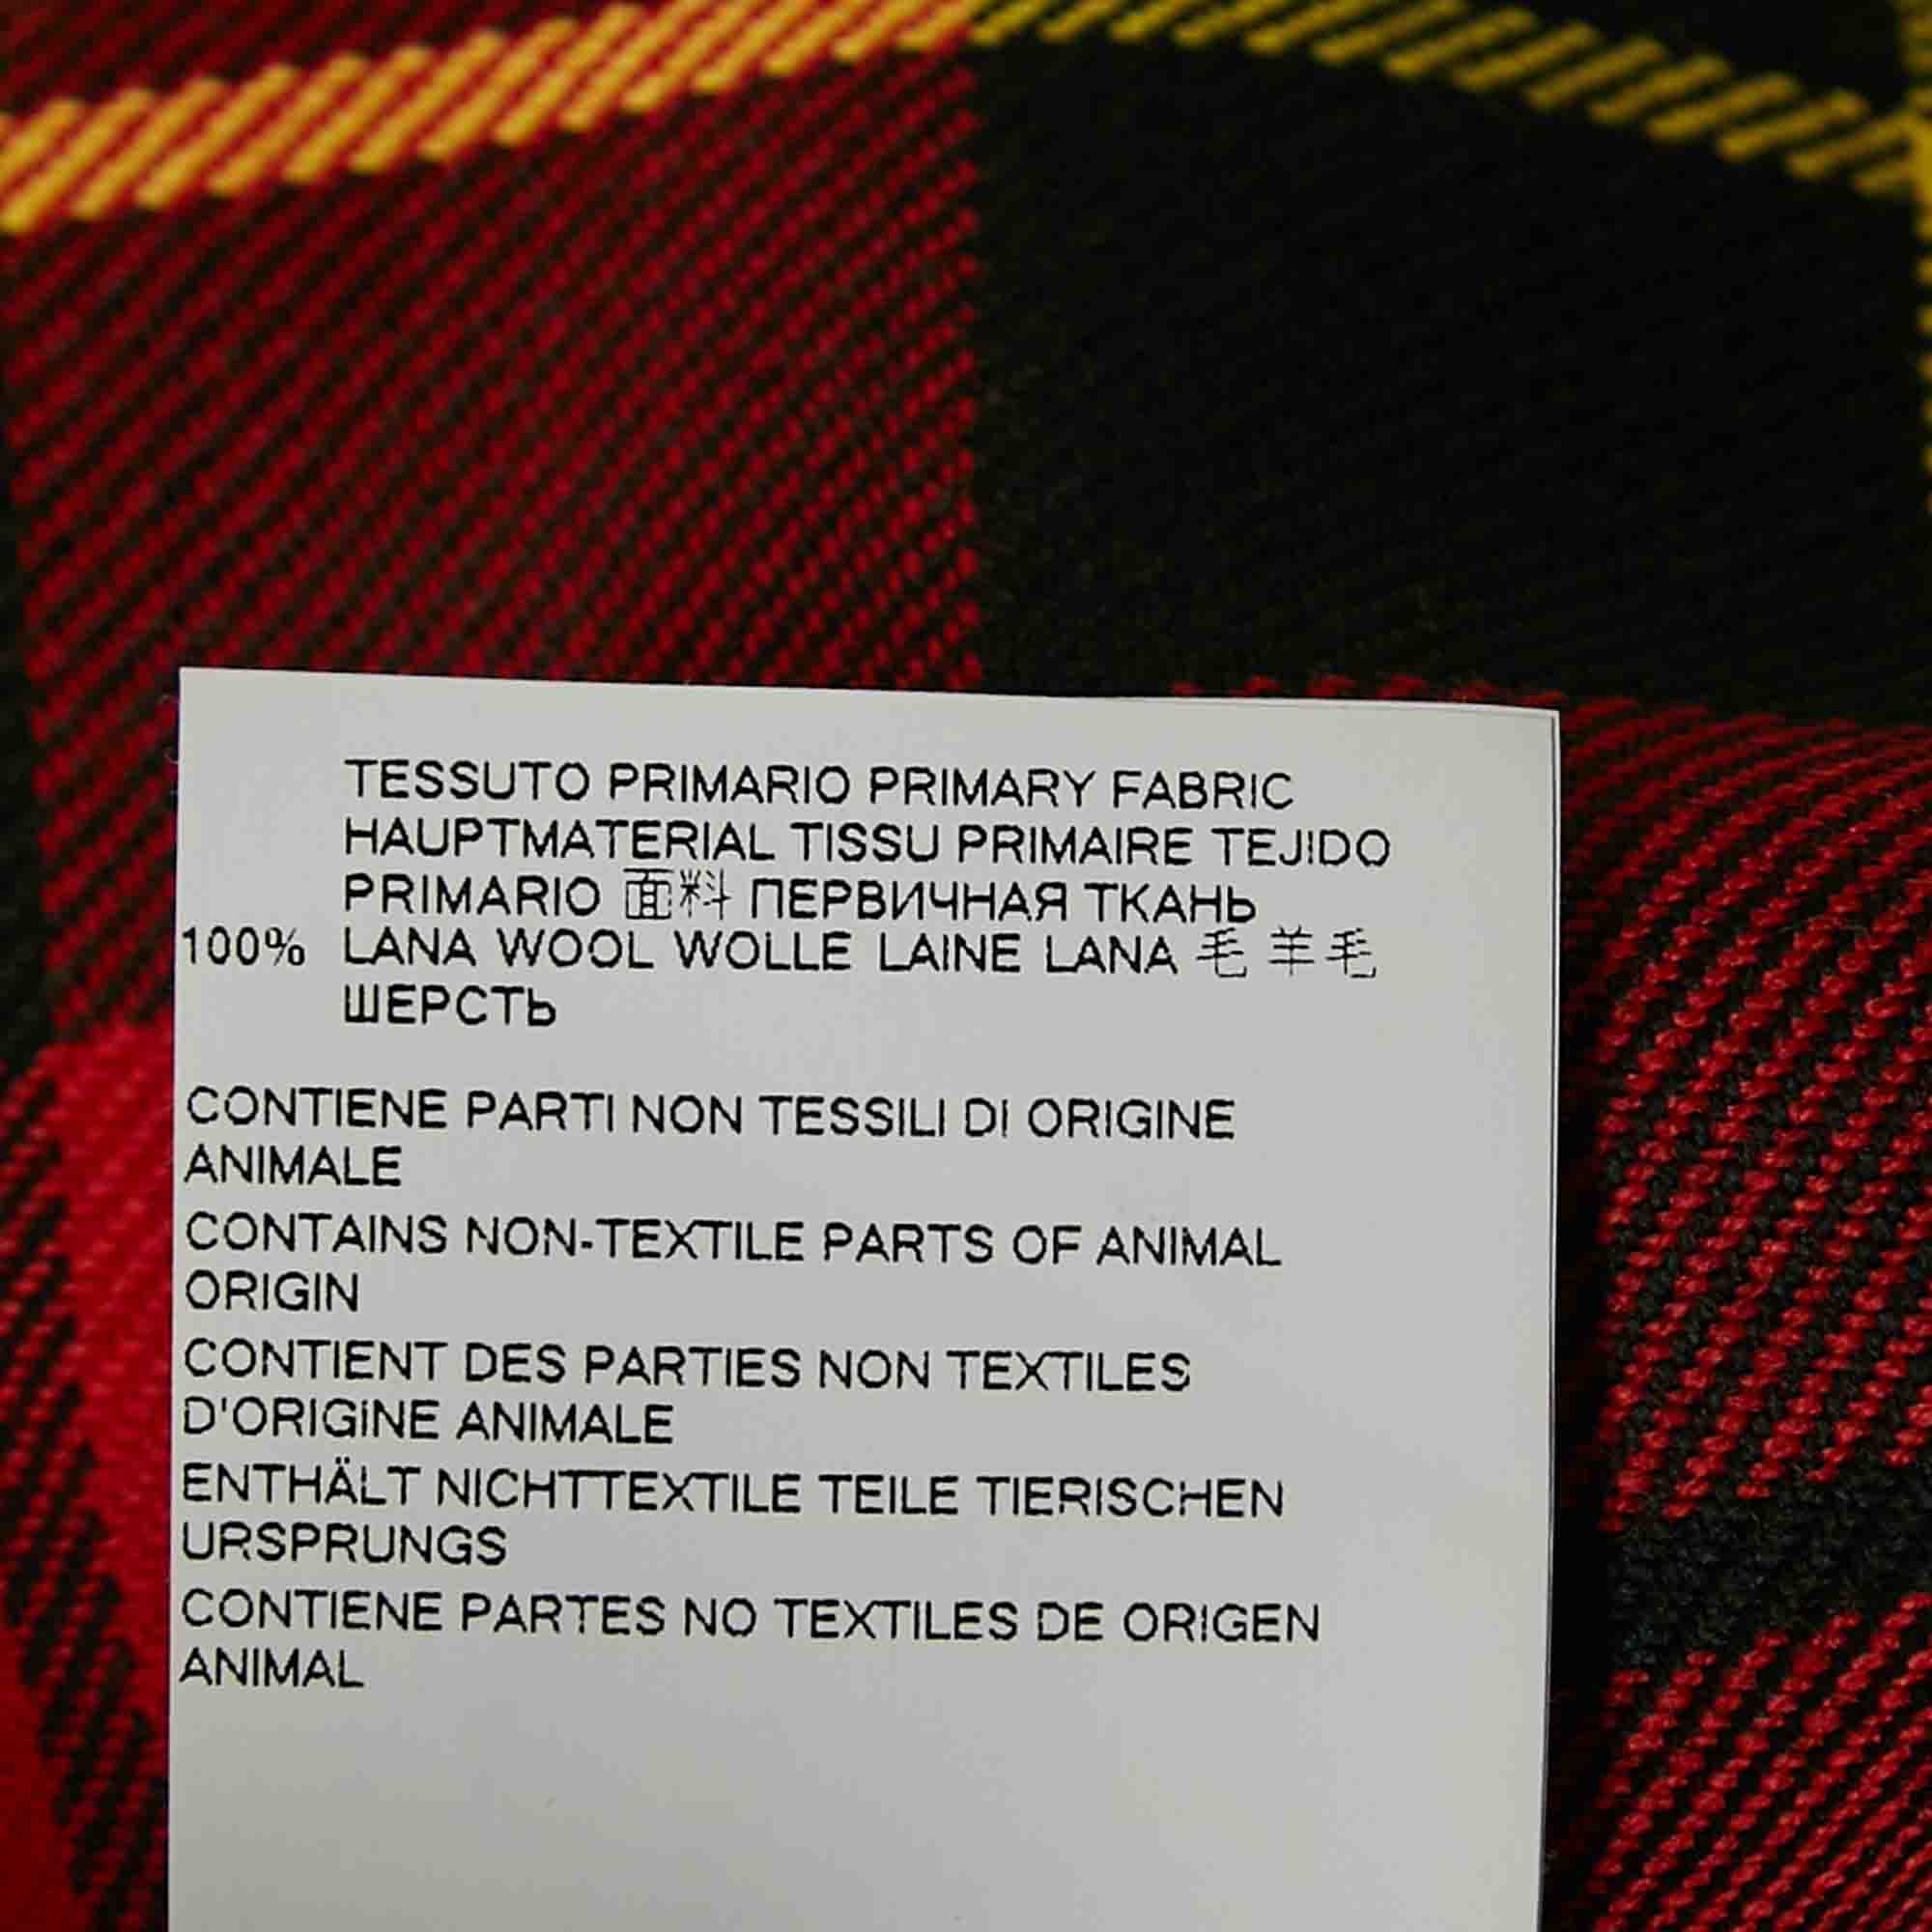 TESSUTO PRIMARIO PRIMARY FABRIC
HAUPTMATERIAL TISSU PRIMAIRE TEJIDO
PRIMARIO 面料 ПЕРВИЧНАЯ ТКАНЬ
100% LANA WOOL WOLLE LAINE LANA 毛 羊毛
ШЕРСТЬ
CONTIENE PARTI NON TESSILI DI ORIGINE
ANIMALE
CONTAINS NON-TEXTILE PARTS OF ANIMAL
ORIGIN
CONTIENT DES PARTIES NON TEXTILES
D'ORIGINE ANIMALE
ENTHÄLT NICHTTEXTILE TEILE TIERISCHEN
URSPRUNGS
CONTIENE PARTES NO TEXTILES DE ORIGEN
ANIMAL